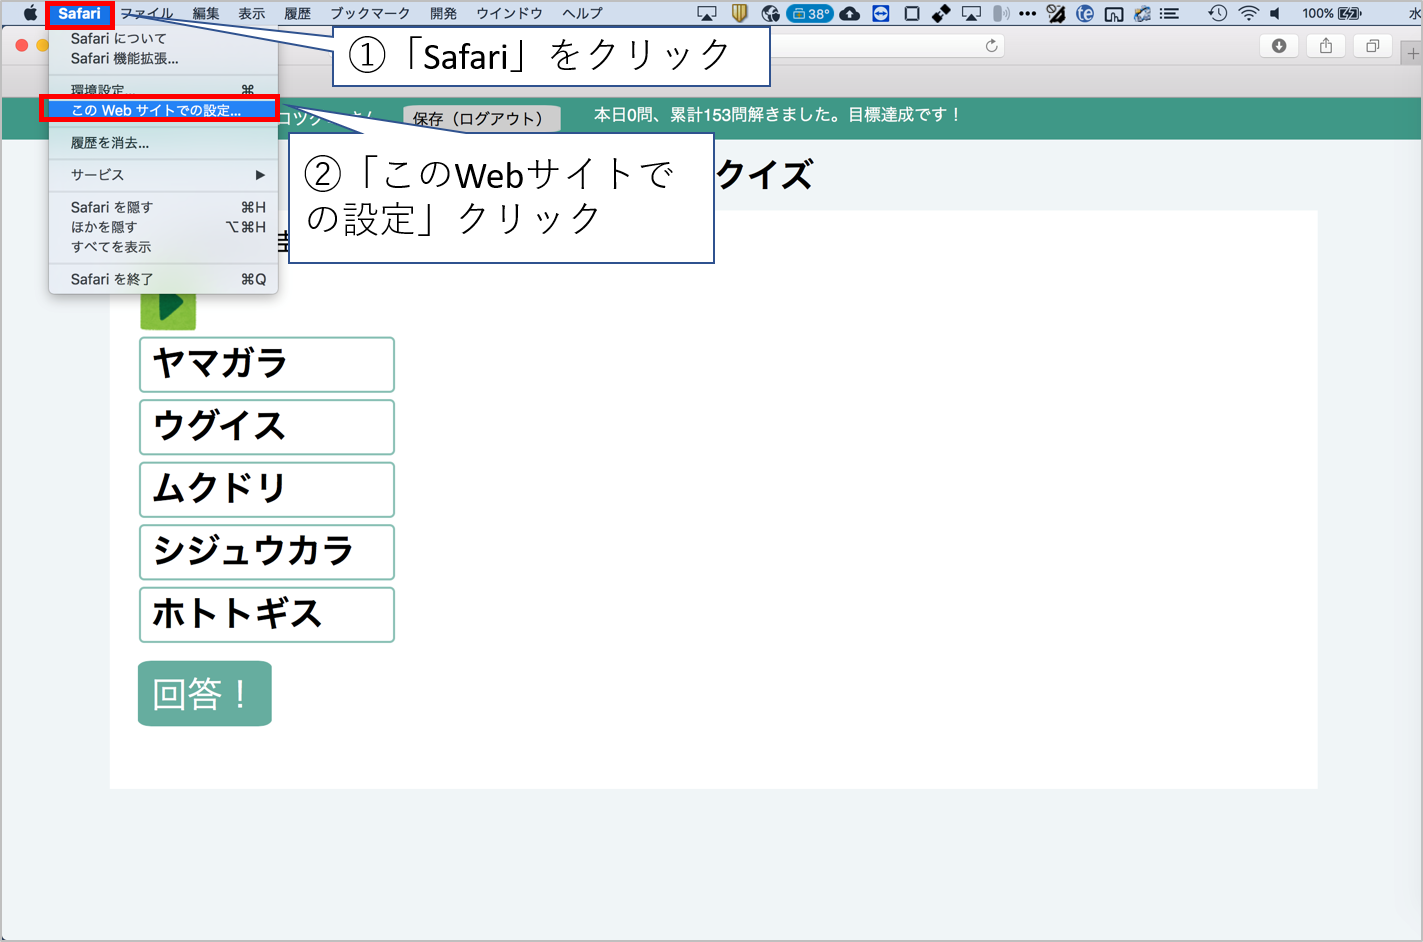 Safari ファイル 編集 表示 履歴 ブックマーク 開発 ウインドウ ヘルプ 38° 100% 水
Safari について
Safari 機能拡張...
環境設定... ⌘
この Web サイトでの設定...
履歴を消去...
サービス ▶
Safari を隠す ⌘H
ほかを隠す ⌥⌘H
すべてを表示
Safari を終了 ⌘Q
①「Safari」をクリック
保存（ログアウト） 本日0問、累計153問解きました。目標達成です！
②「このWebサイトで
の設定」クリック
クイズ
ヤマガラ
ウグイス
ムクドリ
シジュウカラ
ホトトギス
回答！